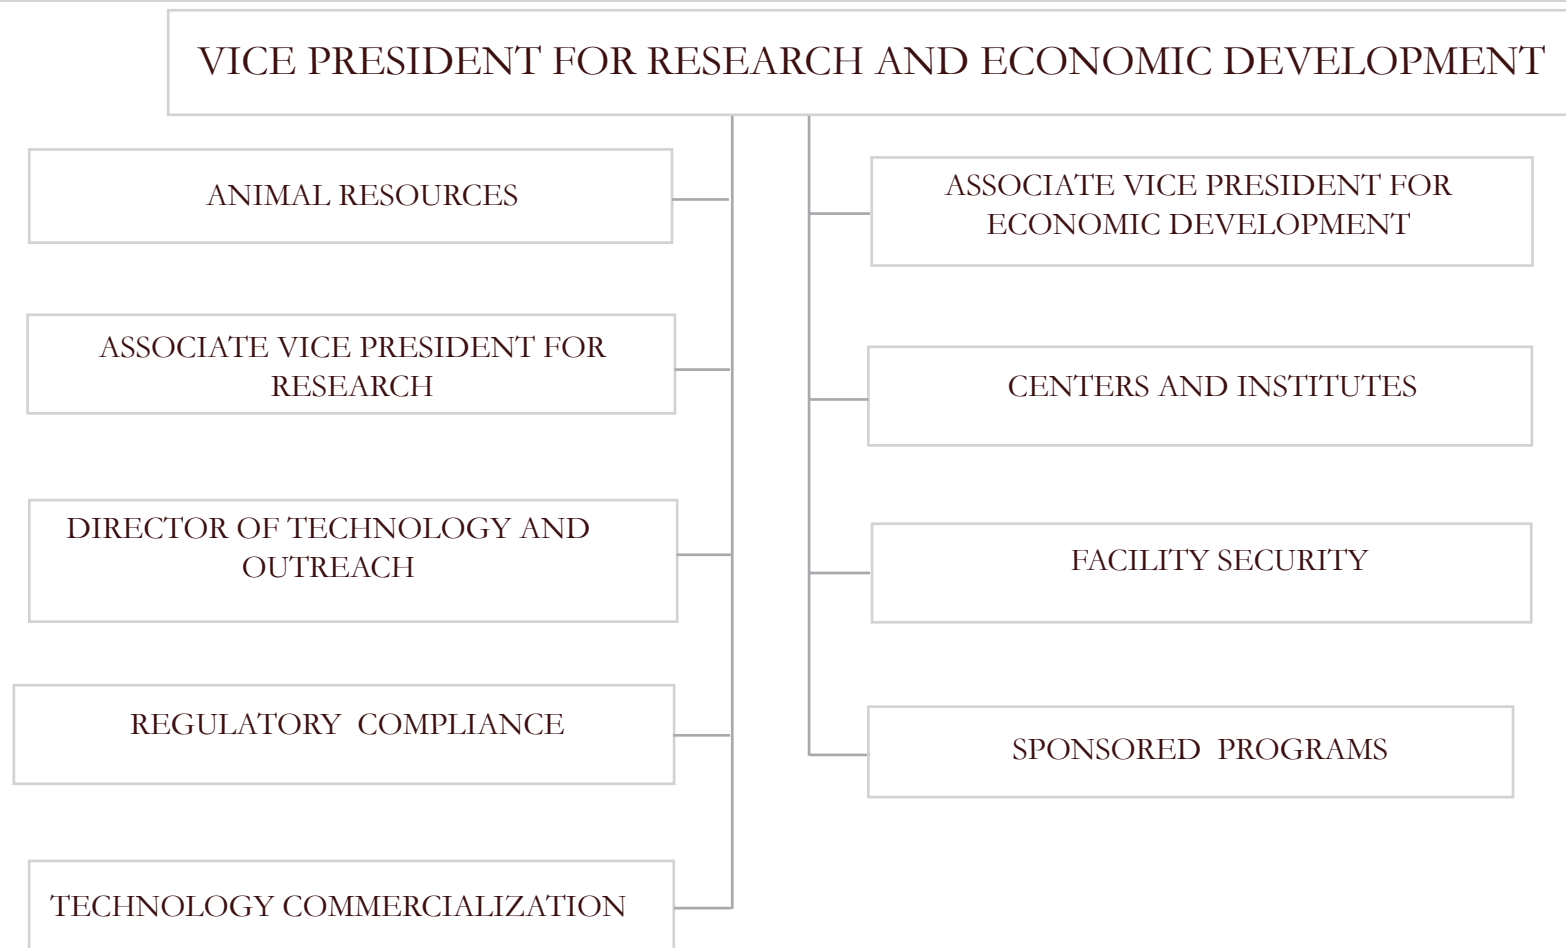 VICE PRESIDENT FOR RESEARCH AND ECONOMIC DEVELOPMENT
ANIMAL RESOURCES
ASSOCIATE VICE PRESIDENT FOR
RESEARCH
DIRECTOR OF TECHNOLOGY AND
OUTREACH
REGULATORY COMPLIANCE
TECHNOLOGY COMMERCIALIZATION
ASSOCIATE VICE PRESIDENT FOR
ECONOMIC DEVELOPMENT
CENTERS AND INSTITUTES
FACILITY SECURITY
SPONSORED PROGRAMS